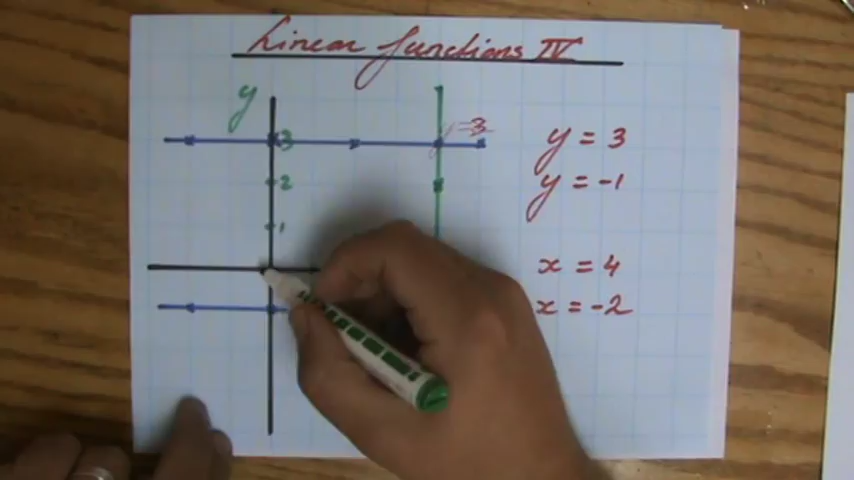 Linear functions IV
y
y=3
3
2
1
y = 3
y = -1
x = 4
x = -2